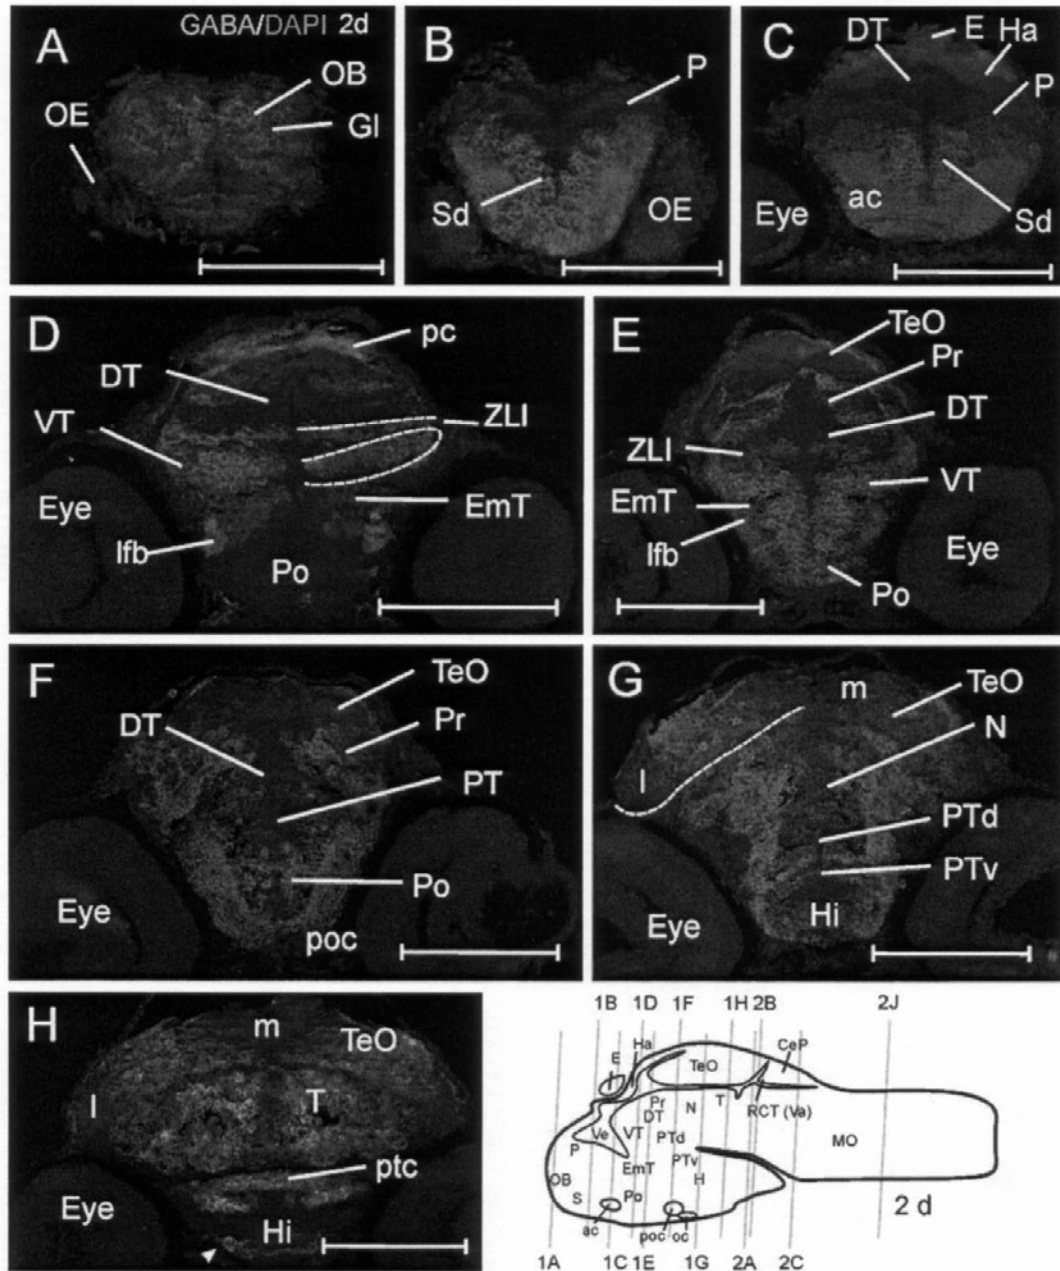 A
GABA/DAPI 2d
OB
OE
Gl
B
P
Sd
OE
C
DT
E
Ha
P
Eye
ac
Sd
D
pc
DT
ZLI
VT
EmT
Eye
lfb
Po
E
TeO
Pr
DT
ZLI
VT
EmT
lfb
Eye
Po
F
TeO
DT
Pr
PT
Po
Eye
poc
G
m
TeO
N
l
PTd
PTv
Eye
Hi
H
m
TeO
l
T
ptc
Eye
Hi
1B 1D 1F 1H 2B 2J
E Ha TeO CeP
Pr N T RCT (Va)
DT
Ve VT PTd MO
P
EmT PTv
OB H
S Po
ac poc oc 2 d
1A 1C 1E 1G 2A 2C